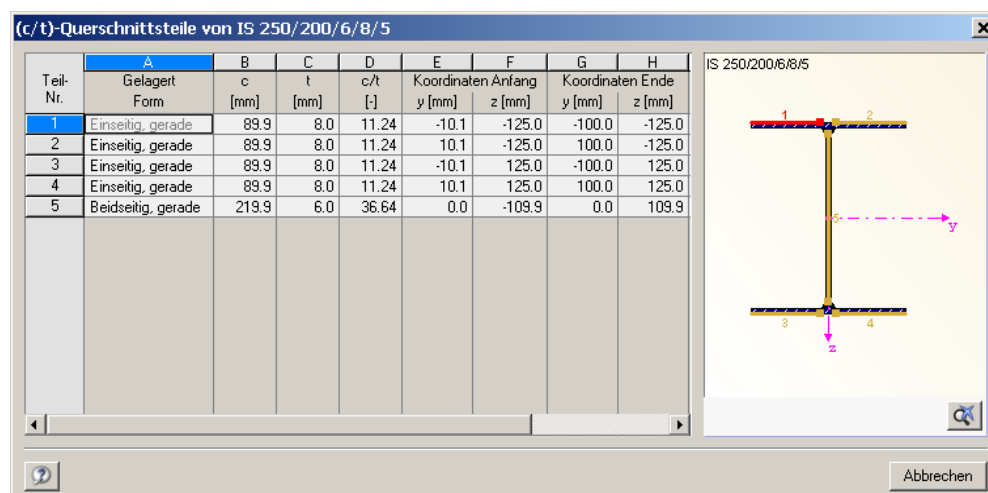 (c/t)-Querschnittsteile von IS 250/200/6/8/5
A B C D E F G H
Teil- Gelagert c t c/t Koordinaten Anfang Koordinaten Ende
Nr. Form [mm] [mm] [-] y [mm] z [mm] y [mm] z [mm]
1 Einseitig, gerade 89.9 8.0 11.24 -10.1 -125.0 -100.0 -125.0
2 Einseitig, gerade 89.9 8.0 11.24 10.1 -125.0 100.0 -125.0
3 Einseitig, gerade 89.9 8.0 11.24 -10.1 125.0 -100.0 125.0
4 Einseitig, gerade 89.9 8.0 11.24 10.1 125.0 100.0 125.0
5 Beidseitig, gerade 219.9 6.0 36.64 0.0 -109.9 0.0 109.9
IS 250/200/6/8/5
1 2
5
y
3 4
z
Abbrechen